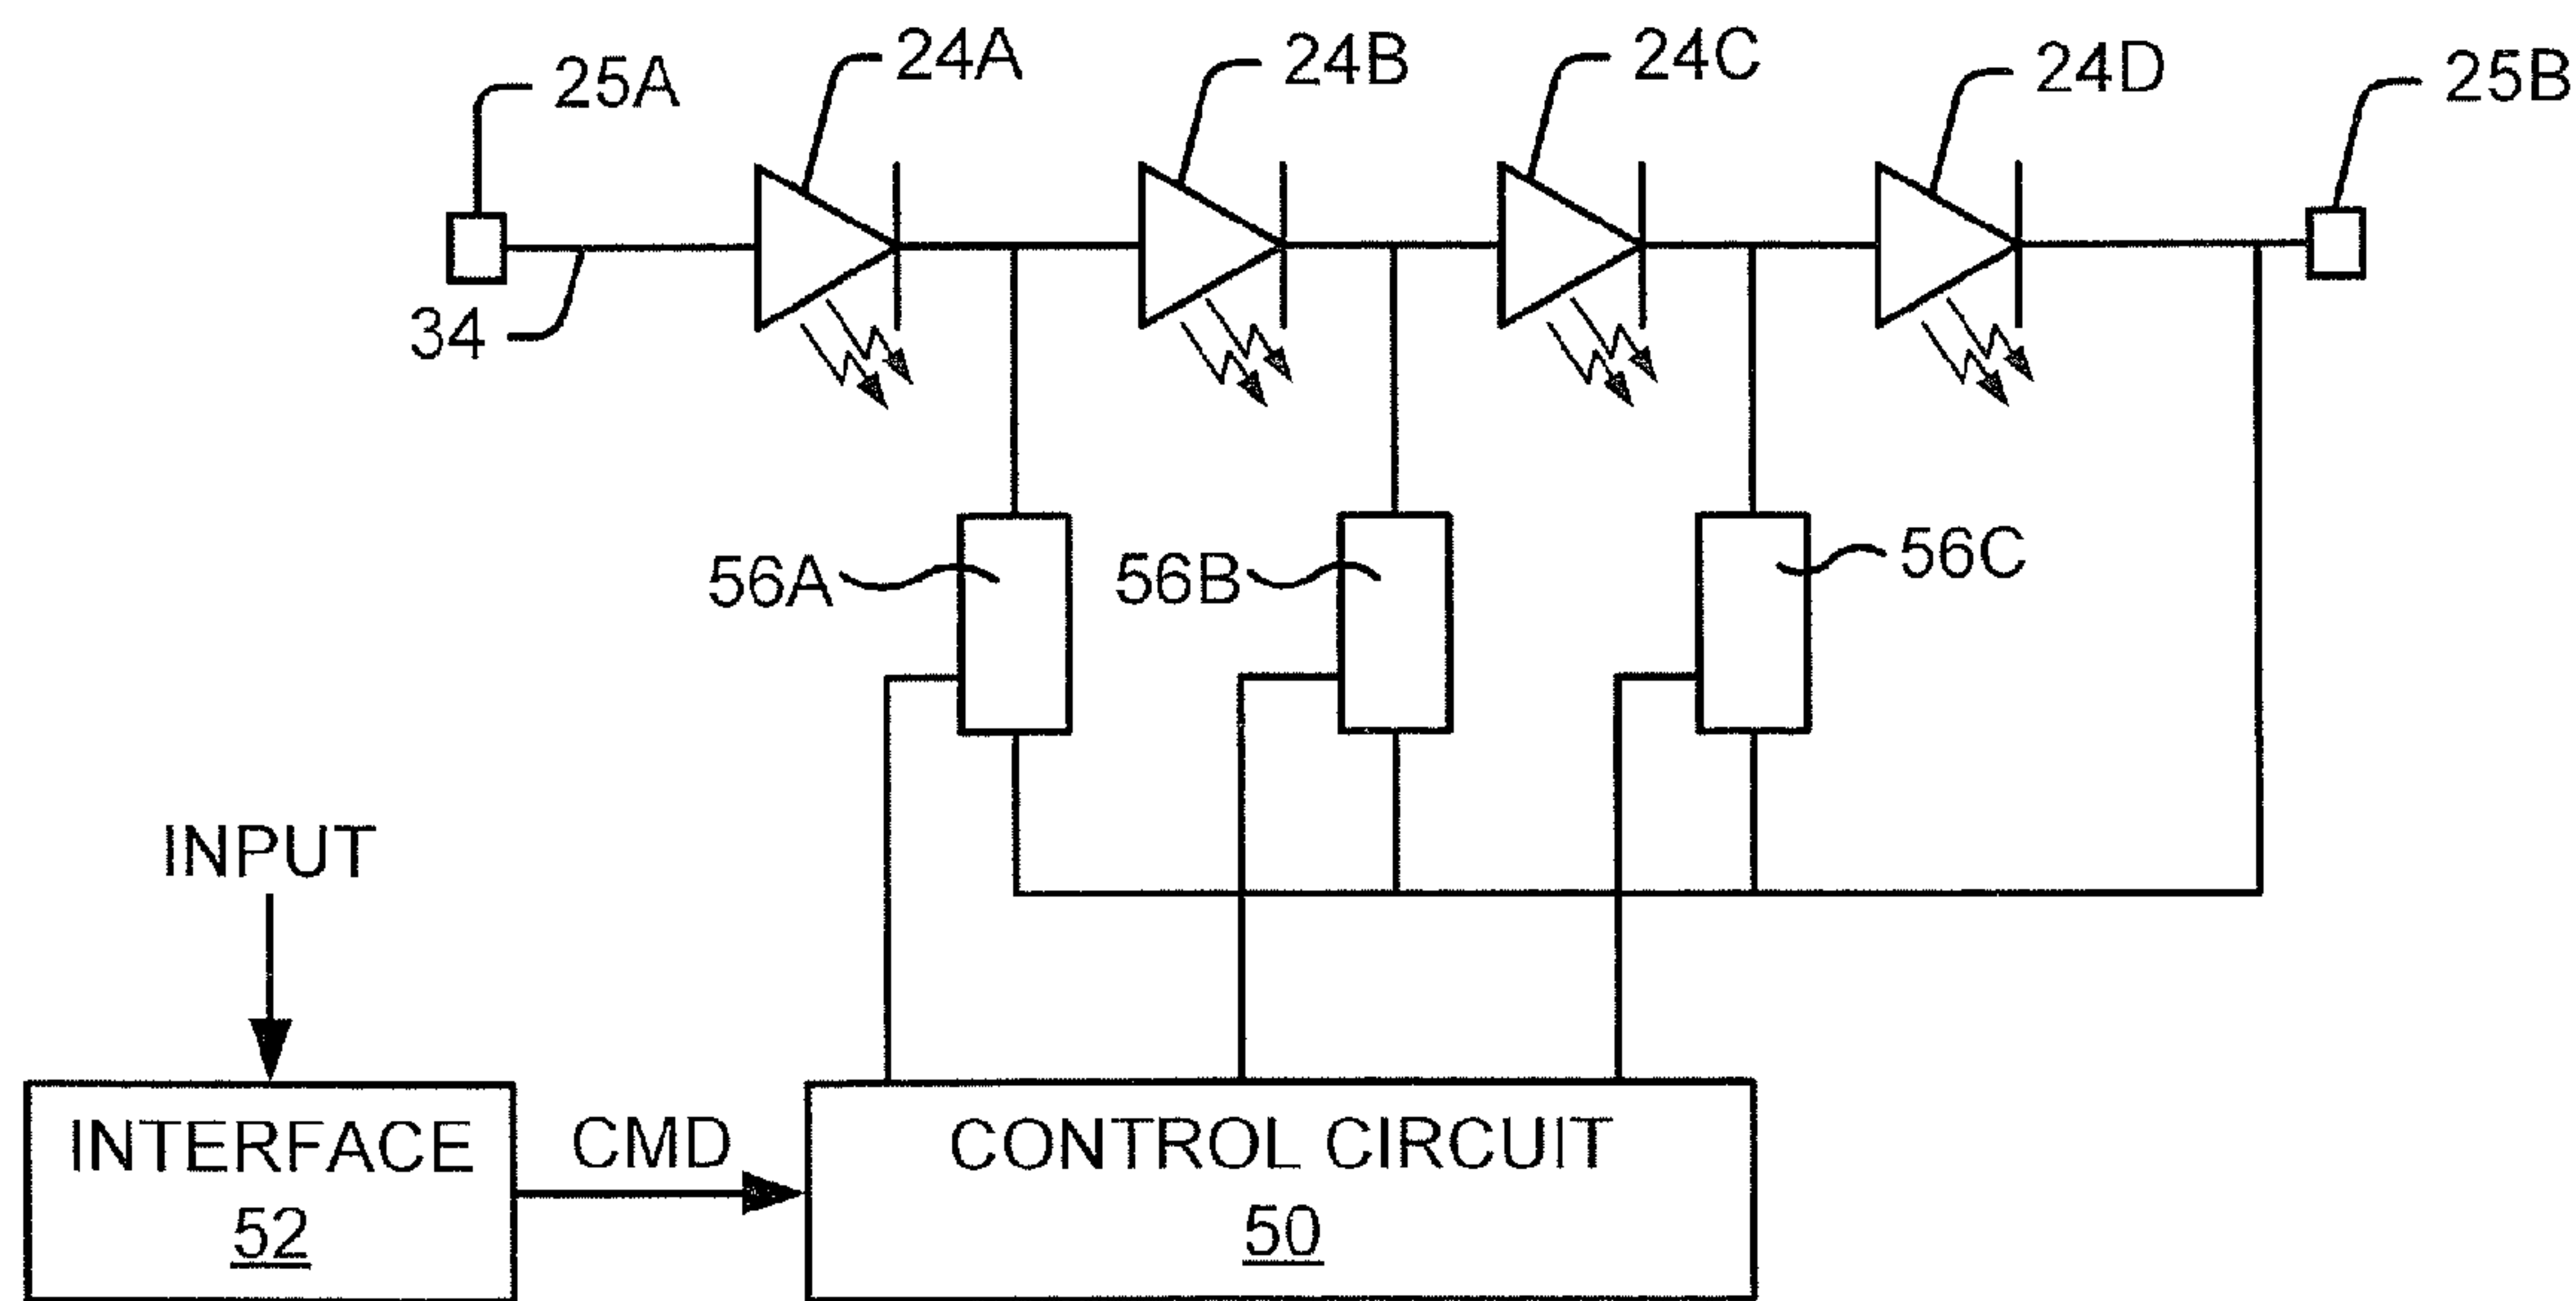 25A
24A
24B
24C
24D
25B
34
56A
56B
56C
INPUT
INTERFACE
52
CMD
CONTROL CIRCUIT
50